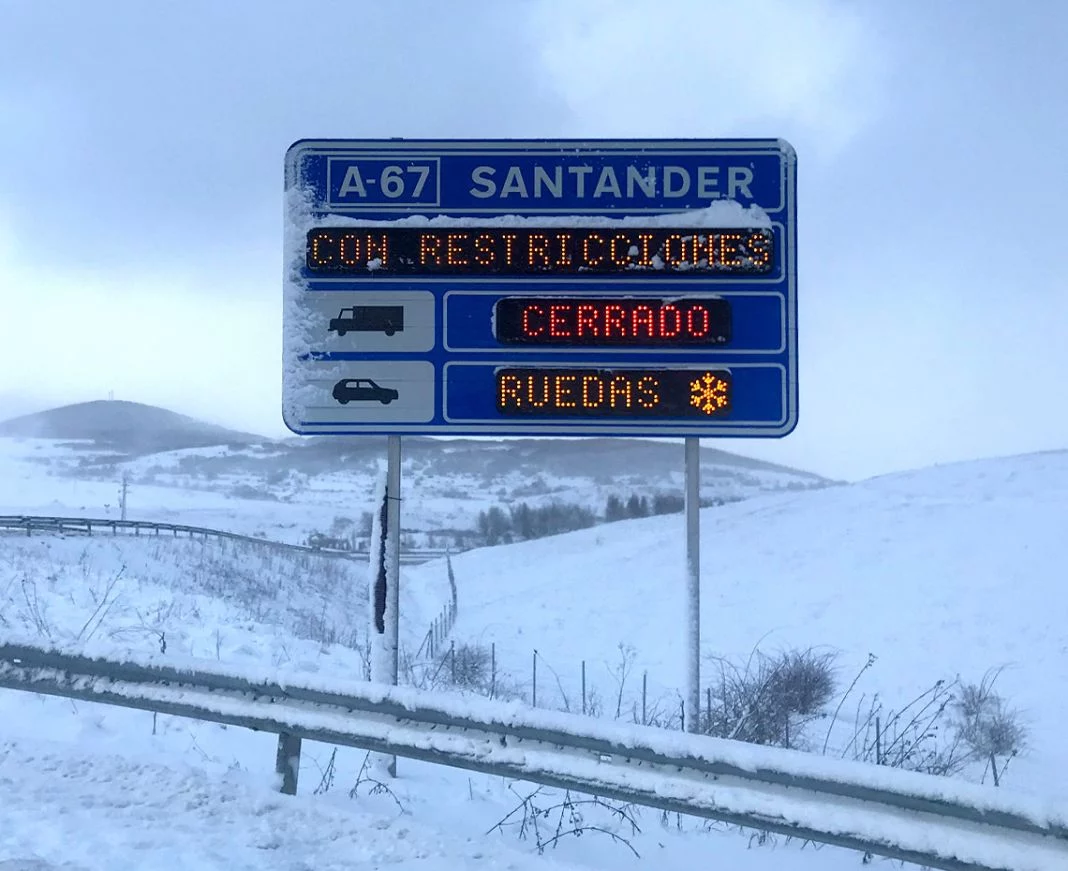 A-67 SANTANDER
CON RESTRICCIONES
CERRADO
RUEDAS